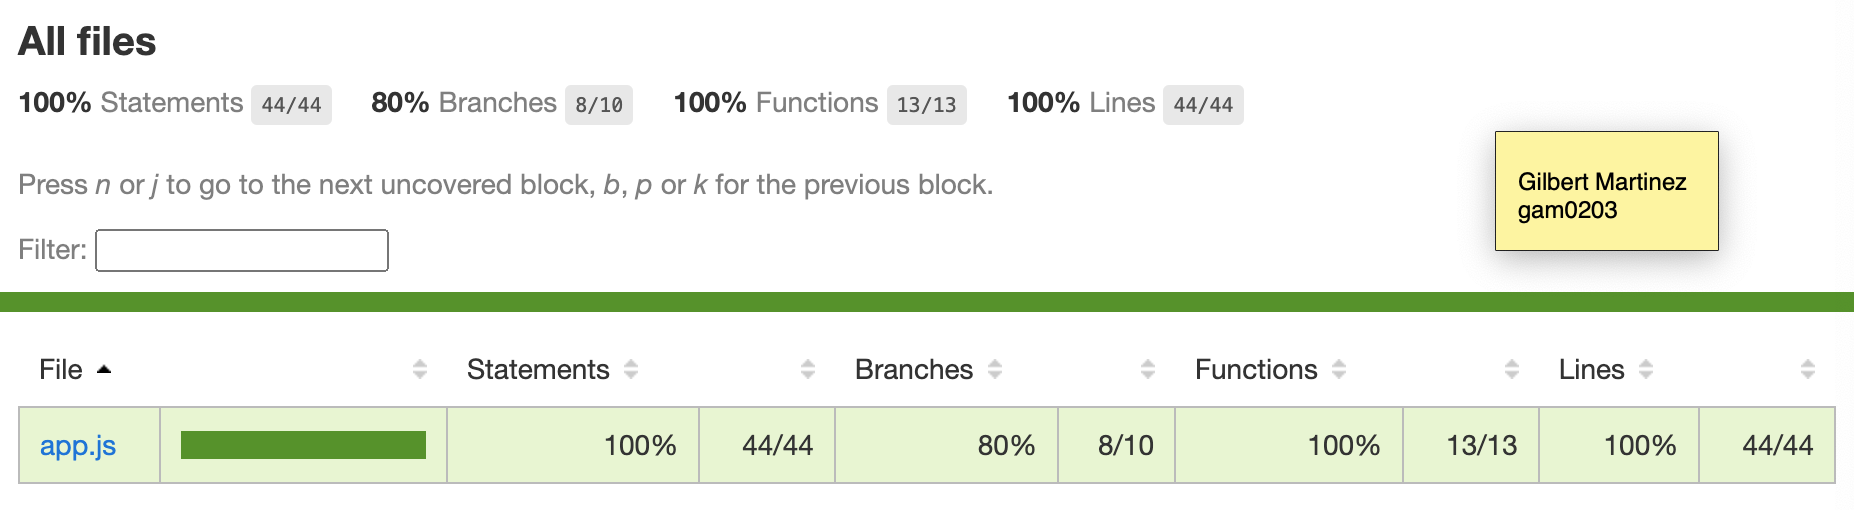 All files
100% Statements 44/44 80% Branches 8/10 100% Functions 13/13 100% Lines 44/44
Press n or j to go to the next uncovered block, b, p or k for the previous block.
Gilbert Martinez
gam0203
Filter:
File Statements Branches Functions Lines
app.js 100% 44/44 80% 8/10 100% 13/13 100% 44/44